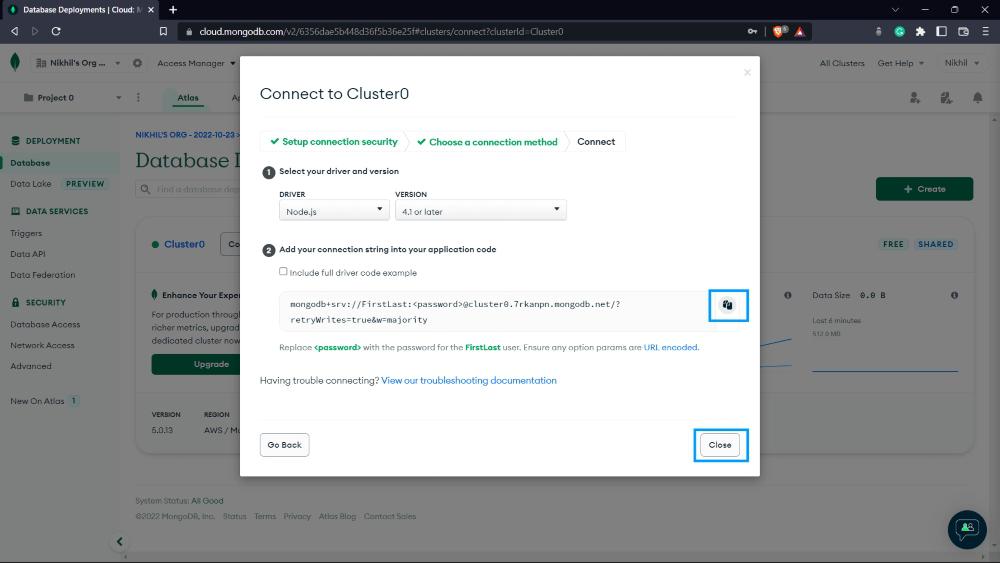 Database Deployments | Cloud: M
cloud.mongodb.com/v2/6356dae5b448d36f5b36e25f#clusters/connect?clusterId=Cluster0
Nikhil's Org ...
Access Manager
All Clusters
Get Help
Nikhil
Project 0
Atlas
DEPLOYMENT
Database
Data Lake PREVIEW
DATA SERVICES
Triggers
Data API
Data Federation
SECURITY
Database Access
Network Access
Advanced
New On Atlas 1
NIKHIL'S ORG - 2022-10-23 >
Database D
Find a database
+ Create
Cluster0
FREE
SHARED
Enhance Your Exper
For production throug
richer metrics, upgrad
dedicated cluster now
Upgrade
Data Size 0.0 B
Last 6 minutes
512.0 MB
VERSION
5.0.13
REGION
AWS / Mu
Connect to Cluster0
Setup connection security
Choose a connection method
Connect
1 Select your driver and version
DRIVER
Node.js
VERSION
4.1 or later
2 Add your connection string into your application code
Include full driver code example
mongodb+srv://FirstLast:<password>@cluster0.7rkanpn.mongodb.net/?
retryWrites=true&w=majority
Replace <password> with the password for the FirstLast user. Ensure any option params are URL encoded.
Having trouble connecting? View our troubleshooting documentation
Go Back
Close
System Status: All Good
©2022 MongoDB, Inc. Status Terms Privacy Atlas Blog Contact Sales